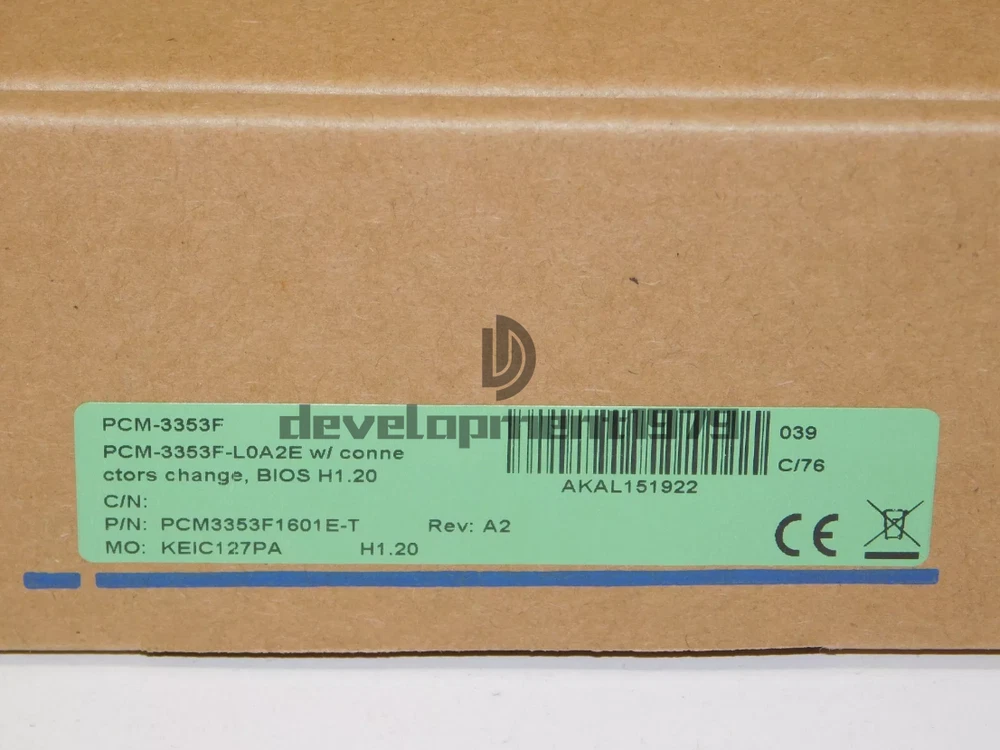 PCM-3353F
development1979
039
PCM-3353F-L0A2E w/ conne
ctors change, BIOS H1.20
C/76
AKAL151922
C/N:
P/N: PCM3353F1601E-T Rev: A2
MO: KEIC127PA H1.20
CE